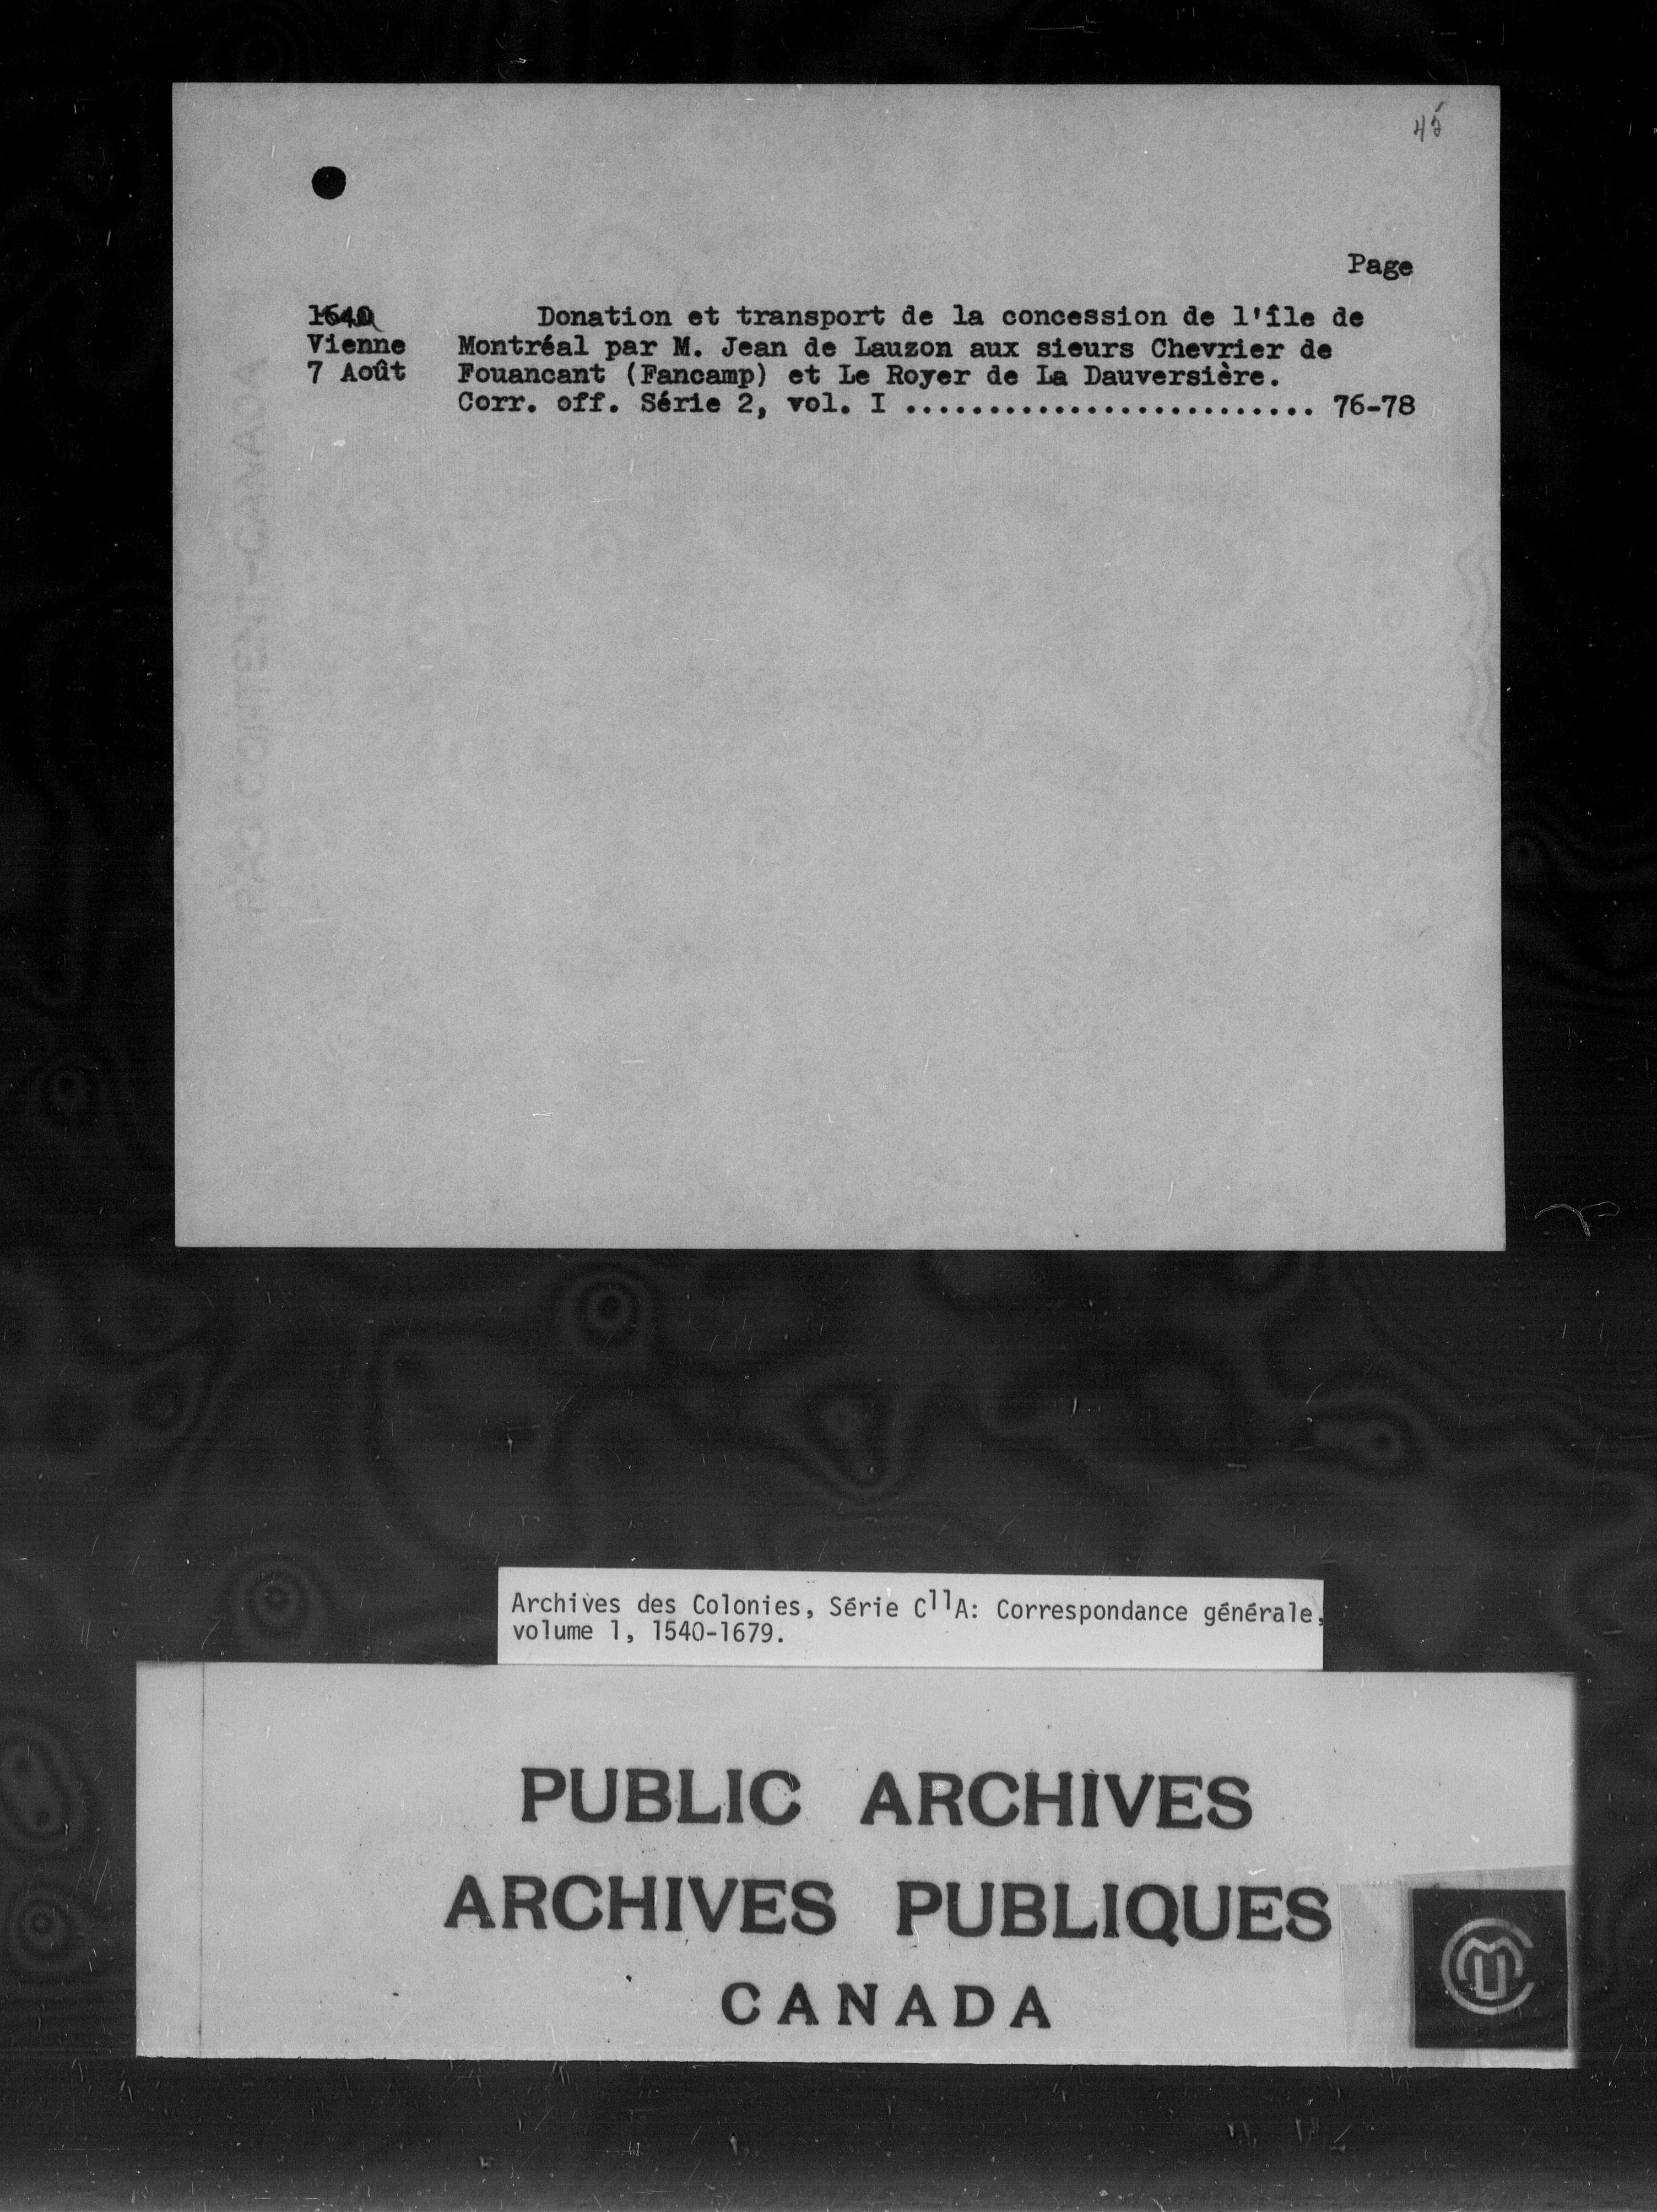 45
Page
1640 Donation et transport de la concession de l'île de
Vienne Montréal par M. Jean de Lauzon aux sieurs Chevrier de
7 Août Fouancant (Fancamp) et Le Royer de La Dauversière.
Corr. off. Série 2, vol. I .......................... 76-78
Archives des Colonies, Série C11A: Correspondance générale,
volume 1, 1540-1679.
PUBLIC ARCHIVES
ARCHIVES PUBLIQUES
CANADA